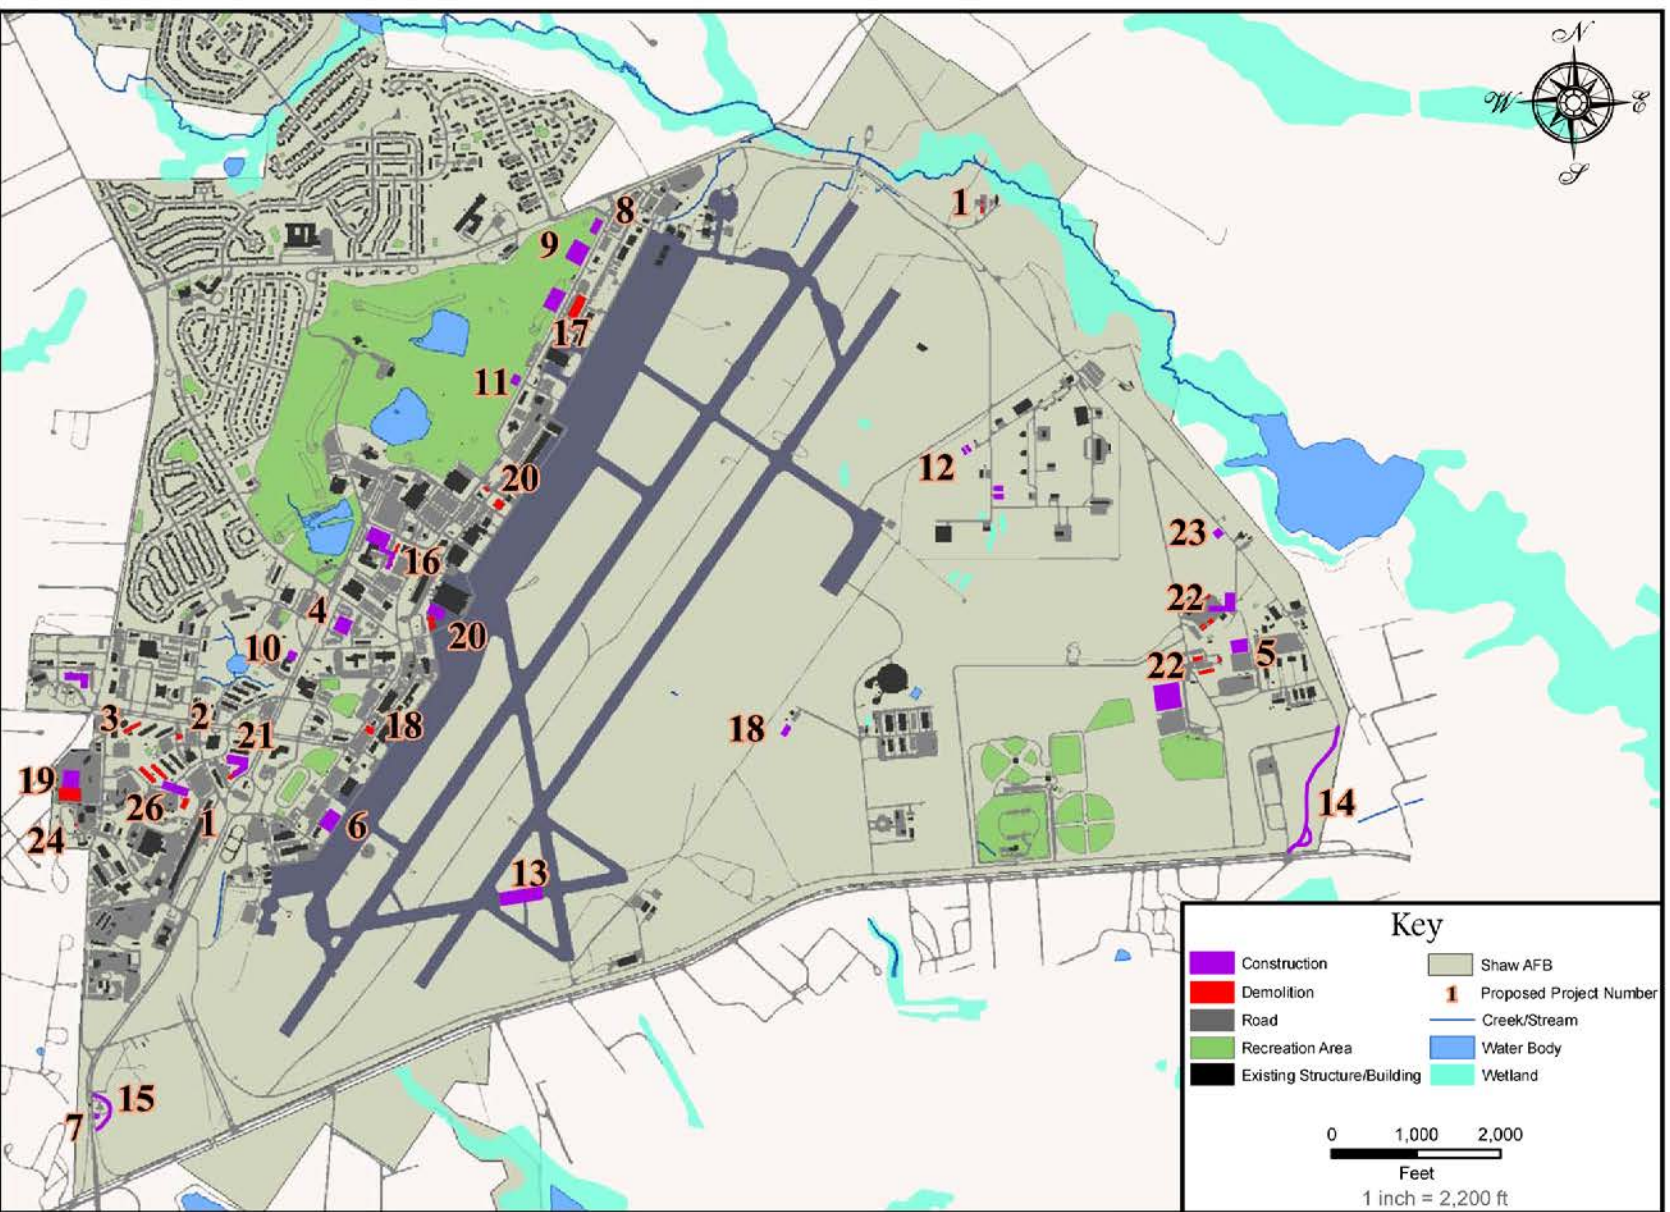 N
W
E
S
8
1
9
17
11
20
12
16
23
4
22
20
10
5
22
3
2
21
18
18
19
26
1
6
14
24
13
15
7
Key
Construction
Shaw AFB
Demolition
1 Proposed Project Number
Road
Creek/Stream
Recreation Area
Water Body
Existing Structure/Building
Wetland
0 1,000 2,000
Feet
1 inch = 2,200 ft